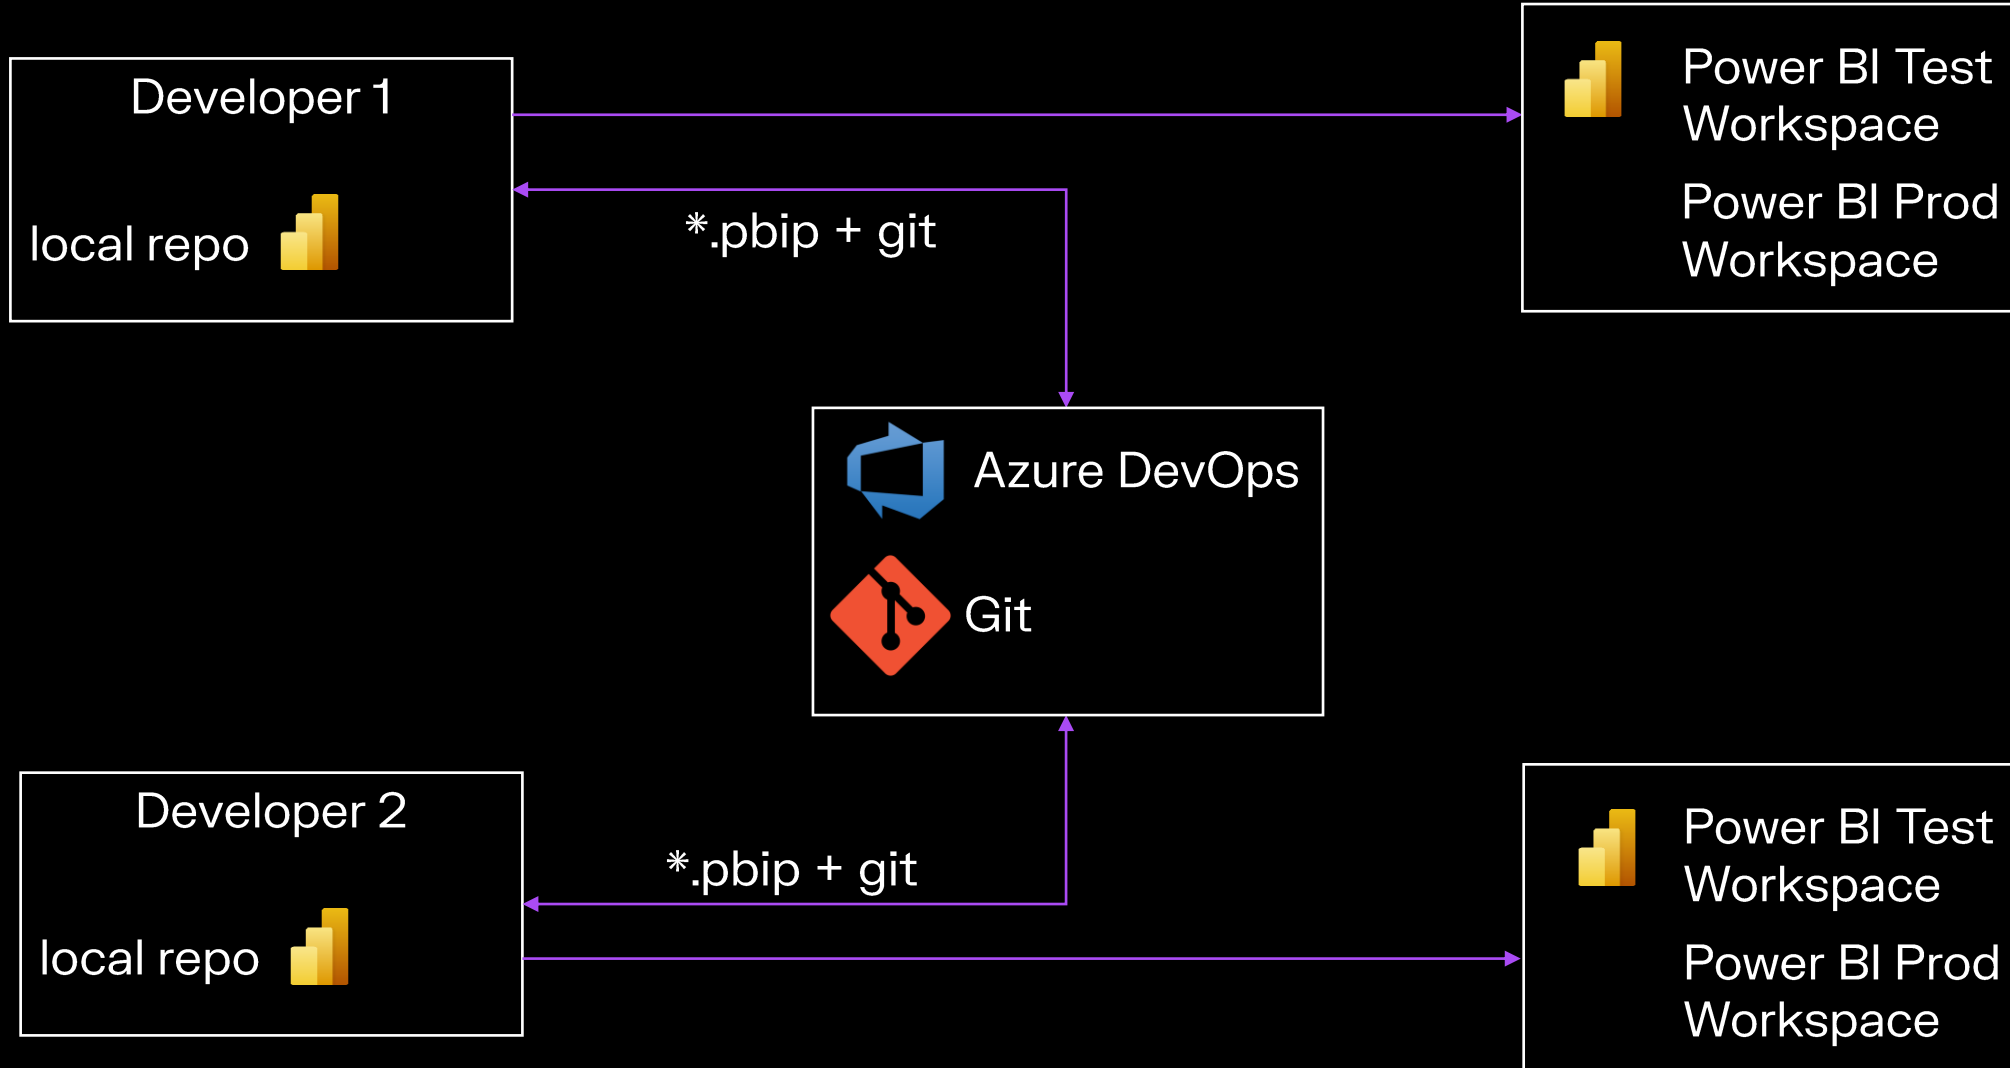 Developer 1
local repo
*.pbip + git
Power BI Test
Workspace
Power BI Prod
Workspace
Azure DevOps
Git
Developer 2
local repo
*.pbip + git
Power BI Test
Workspace
Power BI Prod
Workspace